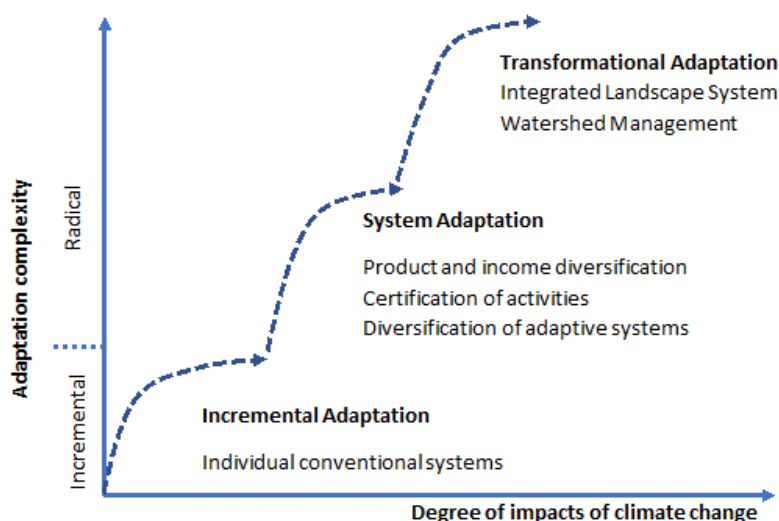 Transformational Adaptation
Integrated Landscape System
Watershed Management
System Adaptation
Product and income diversification
Certification of activities
Diversification of adaptive systems
Incremental Adaptation
Individual conventional systems
Adaptation complexity
Radical
Incremental
Degree of impacts of climate change